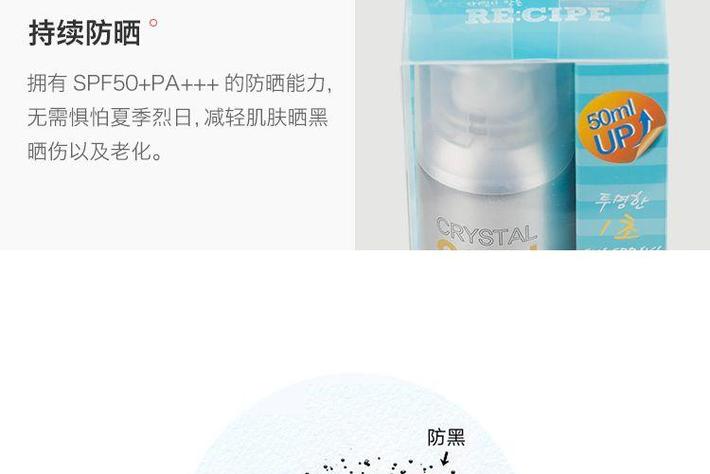 持续防晒
拥有 SPF50+PA+++ 的防晒能力,
无需惧怕夏季烈日, 减轻肌肤晒黑
晒伤以及老化。
RE:CIPE
50ml
UP
투명한
1초
CRYSTAL
防黑